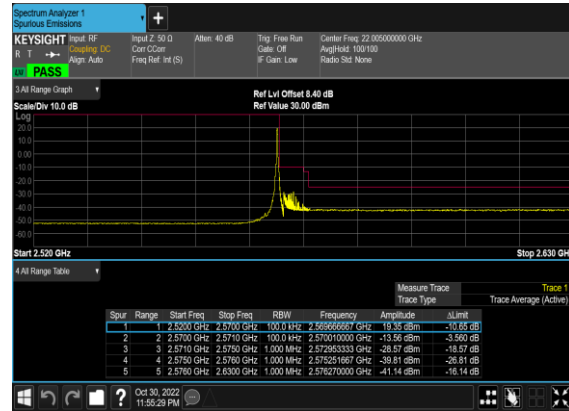 Spectrum Analyzer 1
Spurious Emissions
+
KEYSIGHT Input: RF Input Z: 50 Ω Atten: 40 dB Trig: Free Run Center Freq: 22.005000000 GHz
R T Coupling: DC Corr CCorr Gate: Off Avg|Hold: 100/100
Align: Auto Freq Ref: Int (S) IF Gain: Low Radio Std: None
PASS
3 All Range Graph Ref Lvl Offset 8.40 dB
Scale/Div 10.0 dB Ref Value 30.00 dBm
Log
20.0
10.0
0.00
-10.0
-20.0
-30.0
-40.0
-50.0
-60.0
Start 2.520 GHz Stop 2.630 GH
4 All Range Table
Measure Trace Trace 1
Trace Type Trace Average (Active)
Spur Range Start Freq Stop Freq RBW Frequency Amplitude ΔLimit
1 1 2.5200 GHz 2.5700 GHz 100.0 kHz 2.569666667 GHz 19.35 dBm -10.65 dB
2 2 2.5700 GHz 2.5710 GHz 100.0 kHz 2.570010000 GHz -13.56 dBm -3.560 dB
3 3 2.5710 GHz 2.5750 GHz 1.000 MHz 2.572953333 GHz -28.57 dBm -18.57 dB
4 4 2.5750 GHz 2.5760 GHz 1.000 MHz 2.575251667 GHz -39.81 dBm -26.81 dB
5 5 2.5760 GHz 2.6300 GHz 1.000 MHz 2.576270000 GHz -41.14 dBm -16.14 dB
? Oct 30, 2022
11:55:29 PM